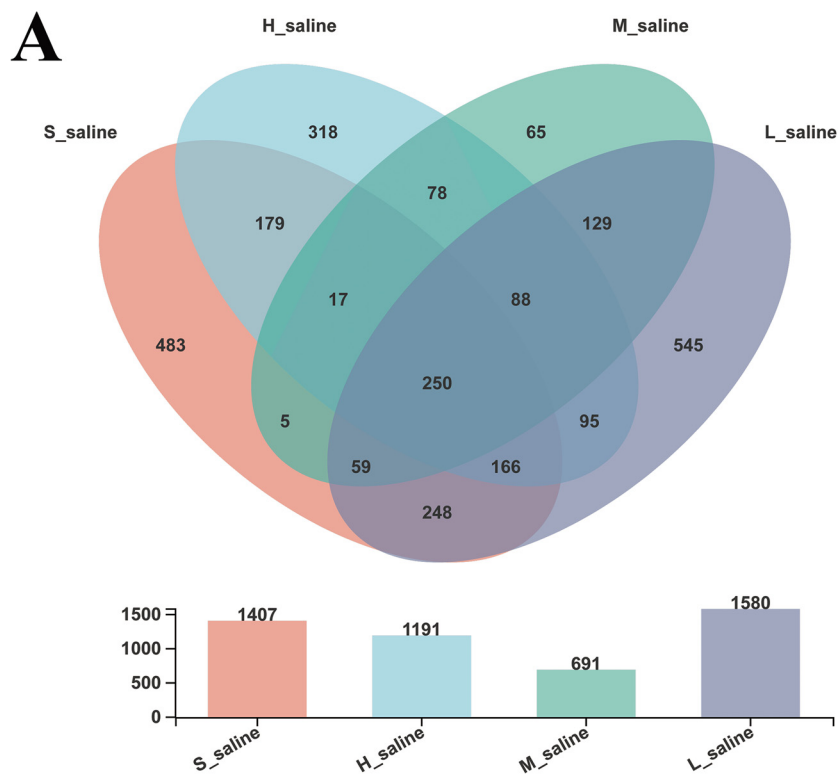 A
H_saline
M_saline
S_saline
L_saline
318
65
78
179
129
17
88
483
545
250
5
95
59
166
248
1500
1000
500
0
1407
1191
691
1580
S_saline
H_saline
M_saline
L_saline